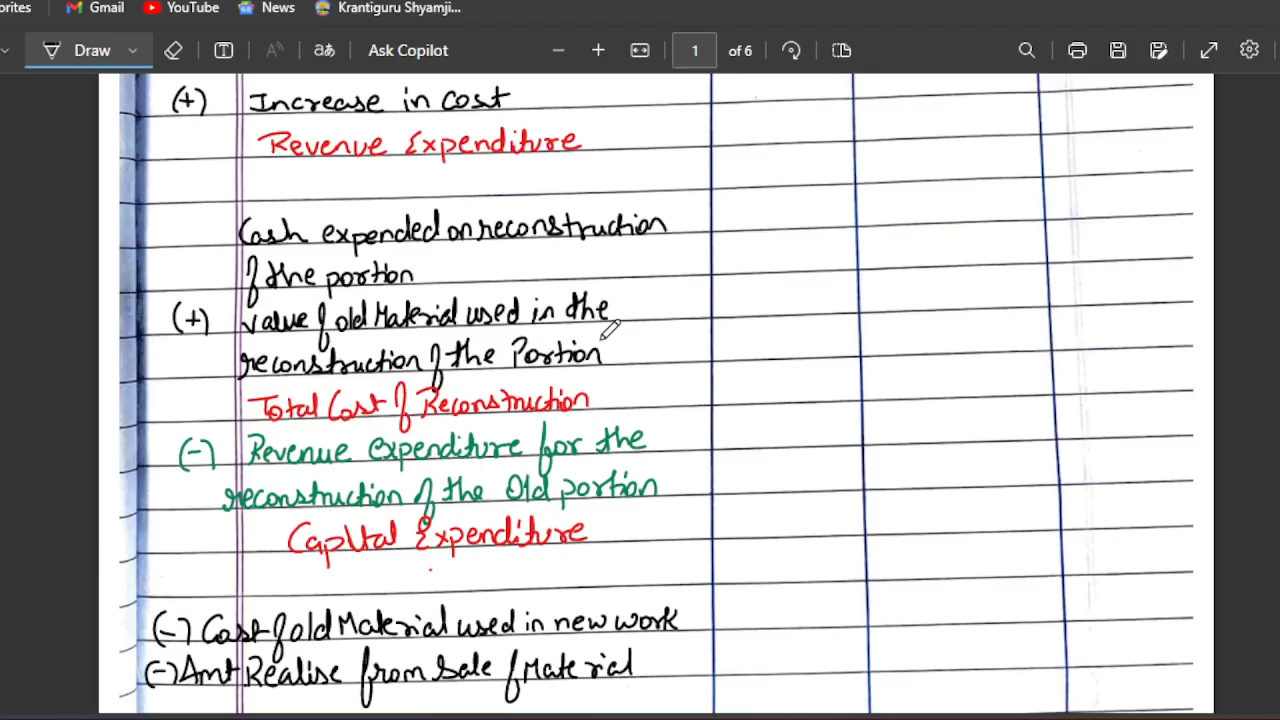 orites Gmail YouTube News Krantiguru Shyamji...
Draw T aあ Ask Copilot 1 of 6
(+) Increase in cost
Revenue Expenditure
Cash expended on reconstruction
of the portion
(+) Value of old Material used in the
reconstruction of the Portion
Total Cost of Reconstruction
(-) Revenue expenditure for the
reconstruction of the Old portion
Capital Expenditure
(-) Cost of old Material used in new work
(-) Amt Realise from Sale of Material